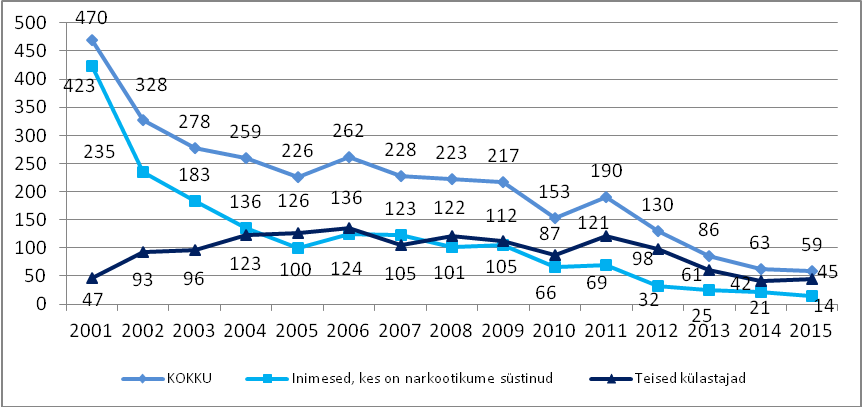 500 470
450
400 423
350 328
300 278 259 262
250 235 226 228 223 217
200 183 190
150 136 126 136 123 122 112 153 121 130
100 93 96 123 100 124 105 101 105 87 98 86
50 47 66 69 32 61 63 59
0 25 42 21 45 14
2001 2002 2003 2004 2005 2006 2007 2008 2009 2010 2011 2012 2013 2014 2015
KOKKU Inimesed, kes on narkootikume süstinud Teised külastajad